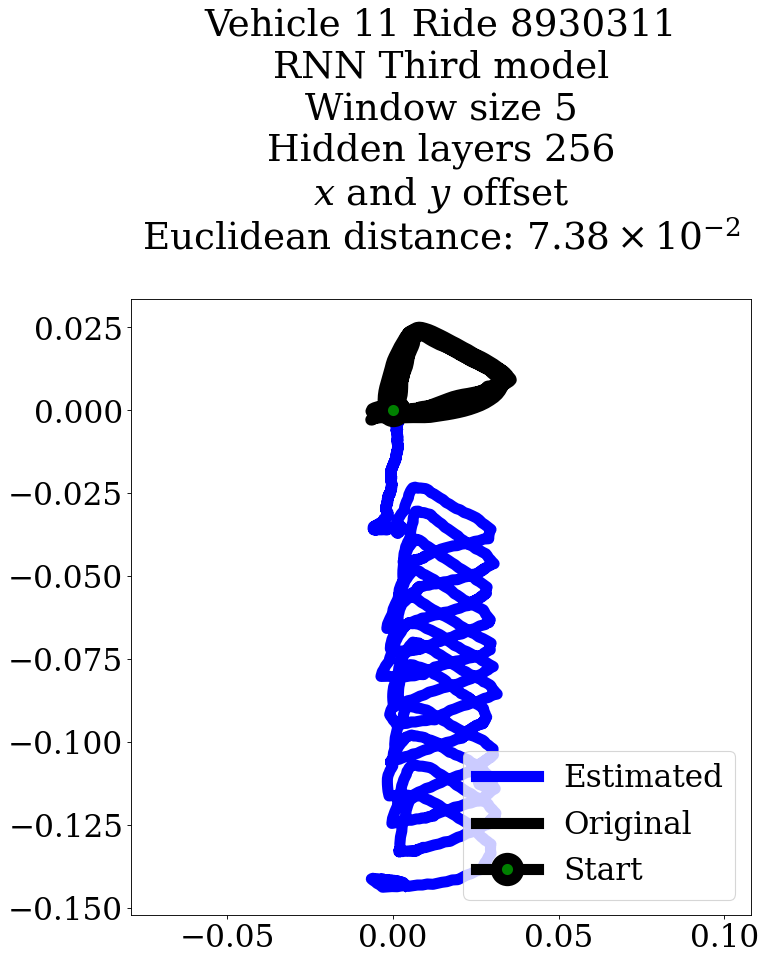 Vehicle 11 Ride 8930311
RNN Third model
Window size 5
Hidden layers 256
x and y offset
Euclidean distance: 7.38 × 10⁻²
0.025
0.000
−0.025
−0.050
−0.075
−0.100
−0.125
−0.150
Estimated
Original
Start
−0.05
0.00
0.05
0.10